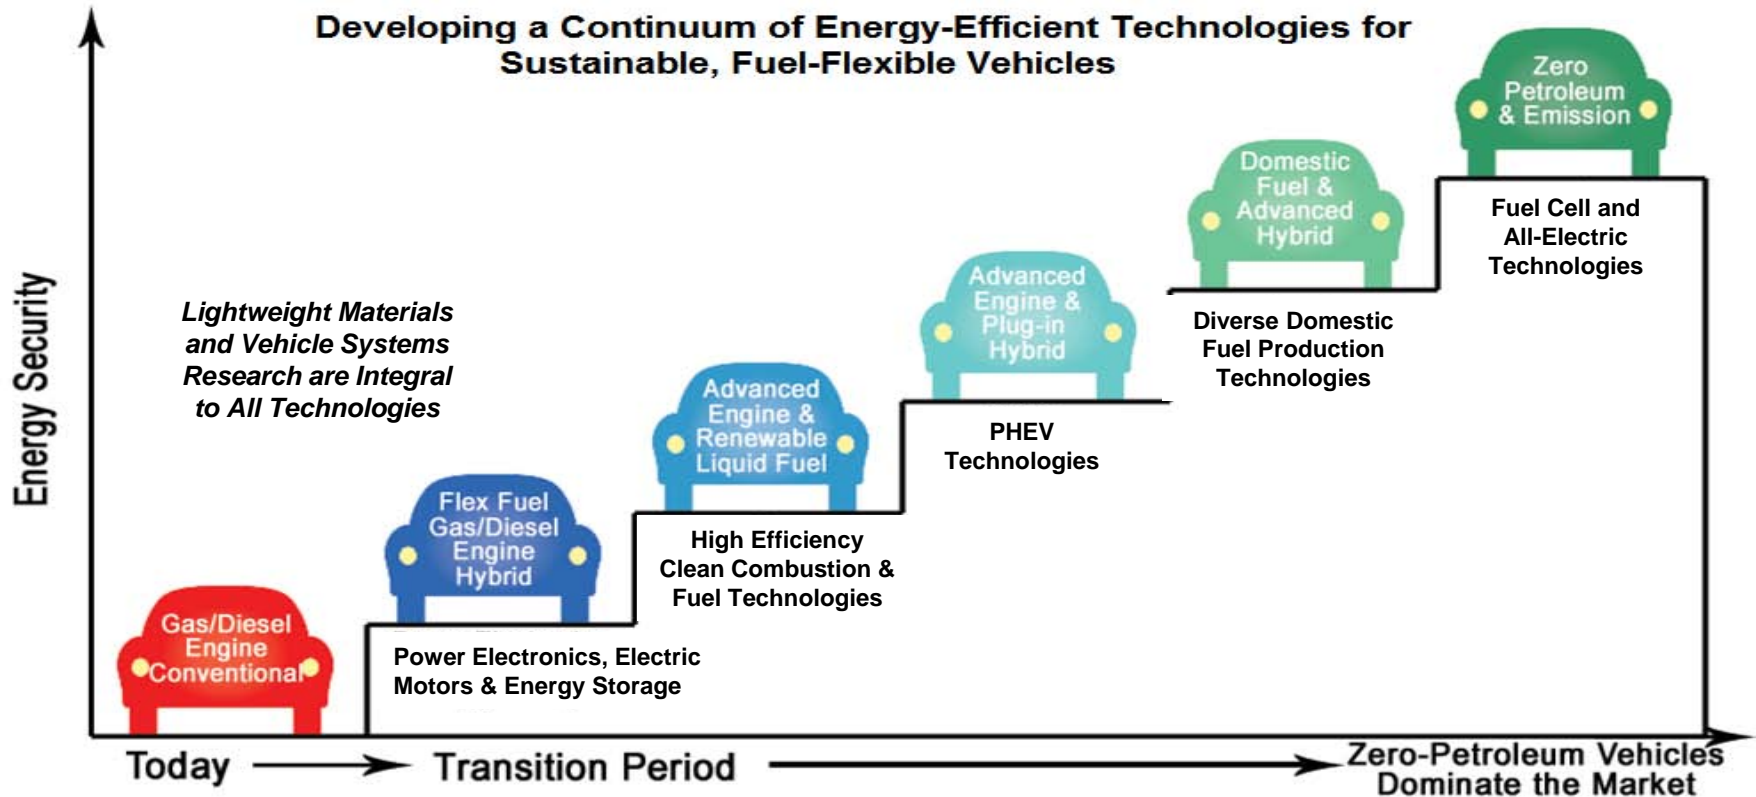 Developing a Continuum of Energy-Efficient Technologies for
Sustainable, Fuel-Flexible Vehicles
Energy Security
Lightweight Materials
and Vehicle Systems
Research are Integral
to All Technologies
Gas/Diesel
Engine
Conventional
Flex Fuel
Gas/Diesel
Engine
Hybrid
Power Electronics, Electric
Motors & Energy Storage
Advanced
Engine &
Renewable
Liquid Fuel
High Efficiency
Clean Combustion &
Fuel Technologies
Advanced
Engine &
Plug-in
Hybrid
PHEV
Technologies
Domestic
Fuel &
Advanced
Hybrid
Diverse Domestic
Fuel Production
Technologies
Zero
Petroleum
& Emission
Fuel Cell and
All-Electric
Technologies
Today
Transition Period
Zero-Petroleum Vehicles
Dominate the Market